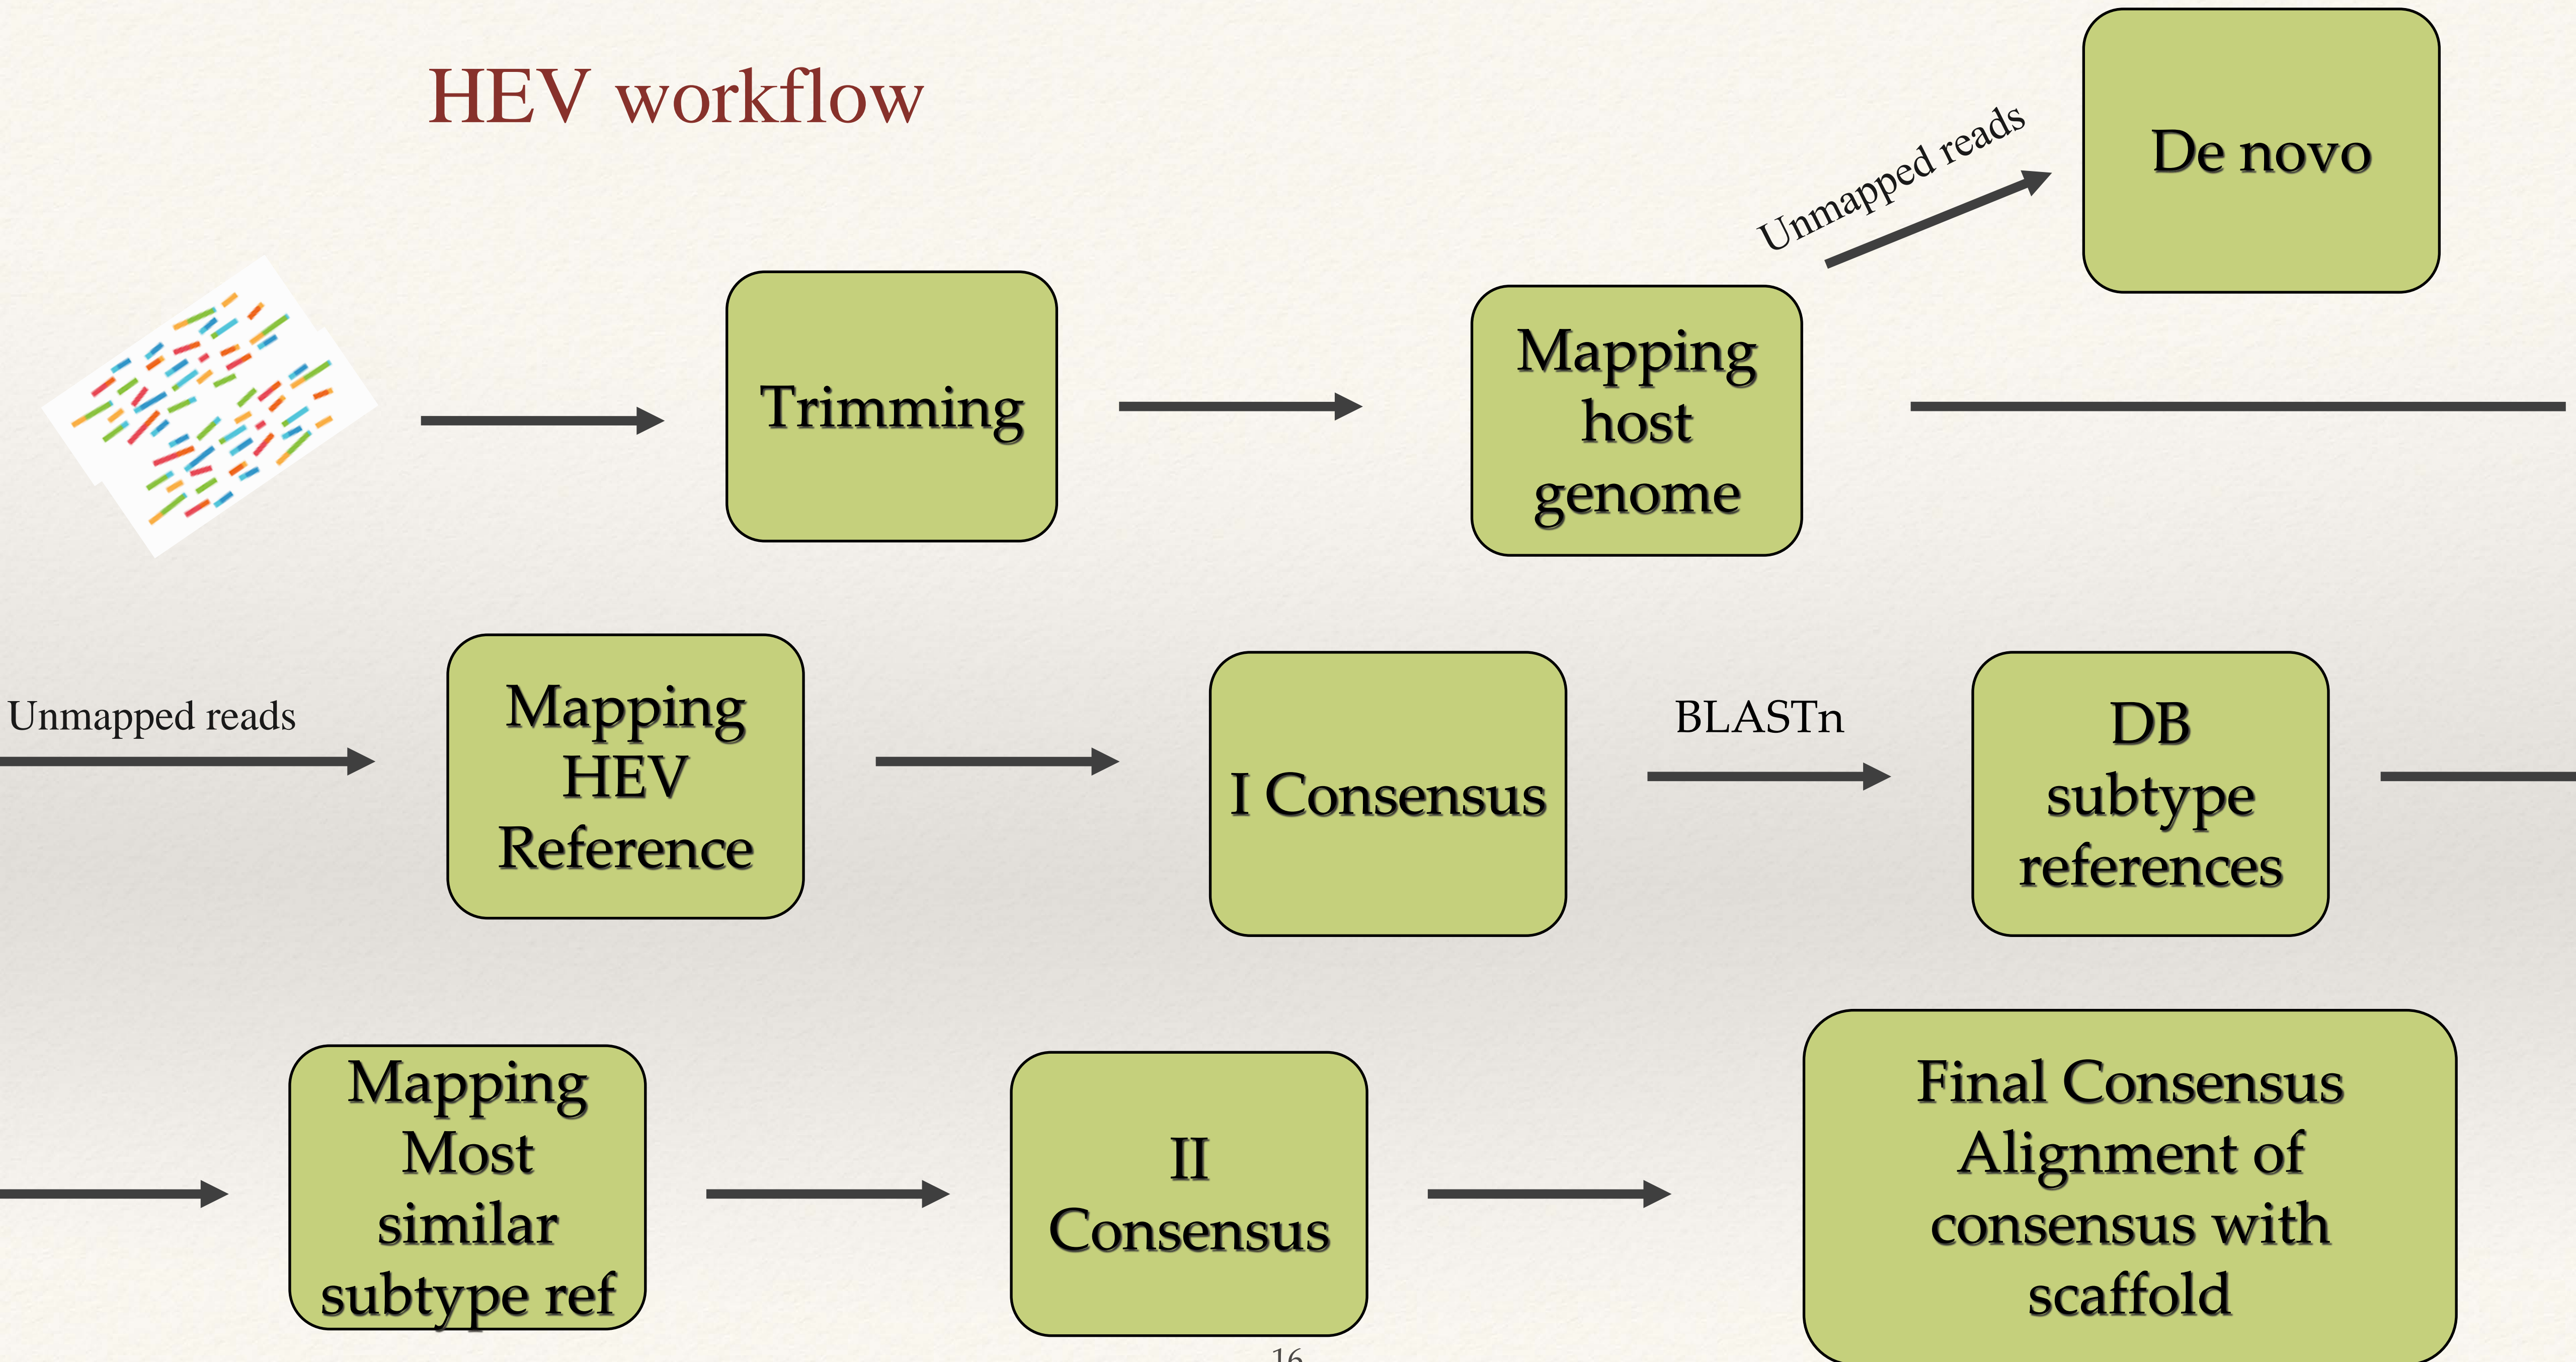 HEV workflow
Unmapped reads
De novo
Trimming
Mapping
host
genome
Unmapped reads
Mapping
HEV
Reference
I Consensus
BLASTn
DB
subtype
references
Mapping
Most
similar
subtype ref
II
Consensus
Final Consensus
Alignment of
consensus with
scaffold
16